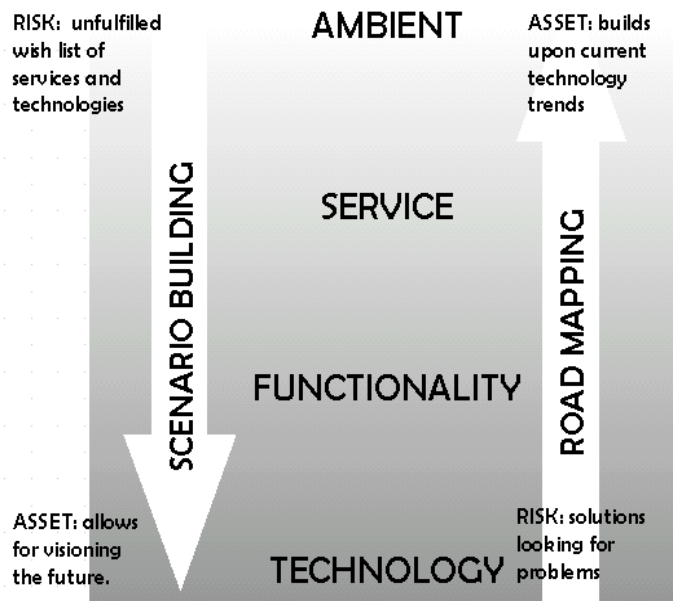 RISK: unfulfilled
wish list of
services and
technologies
AMBIENT
ASSET: builds
upon current
technology
trends
SERVICE
SCENARIO BUILDING
ROAD MAPPING
FUNCTIONALITY
ASSET: allows
for visioning
the future.
TECHNOLOGY
RISK: solutions
looking for
problems